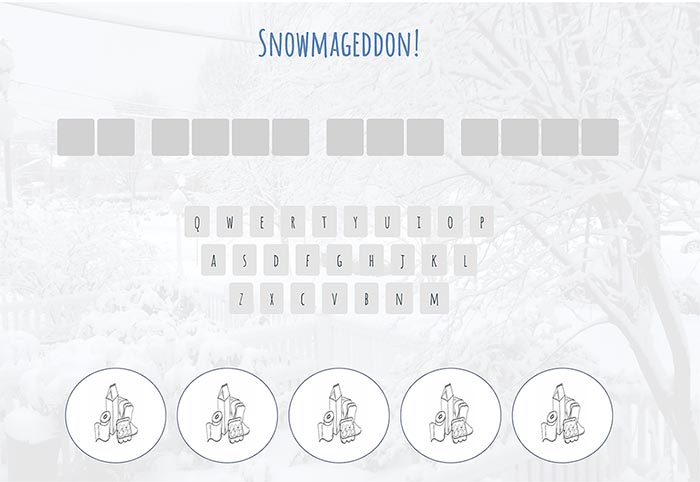 SNOWMAGEDDON!
Q W E R T Y U I O P
A S D F G H J K L
Z X C V B N M